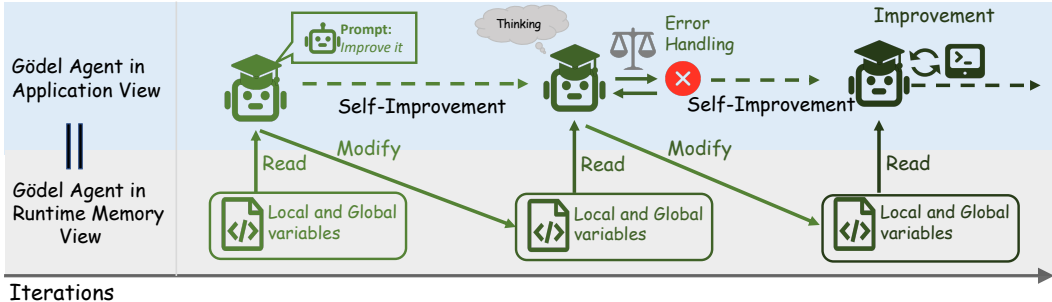 Gödel Agent in
Application View
Prompt:
Improve it
Self-Improvement
Thinking
Error
Handling
Self-Improvement
Improvement
Read
Modify
Read
Modify
Read
Gödel Agent in
Runtime Memory
View
Local and Global
variables
Local and Global
variables
Local and Global
variables
Iterations